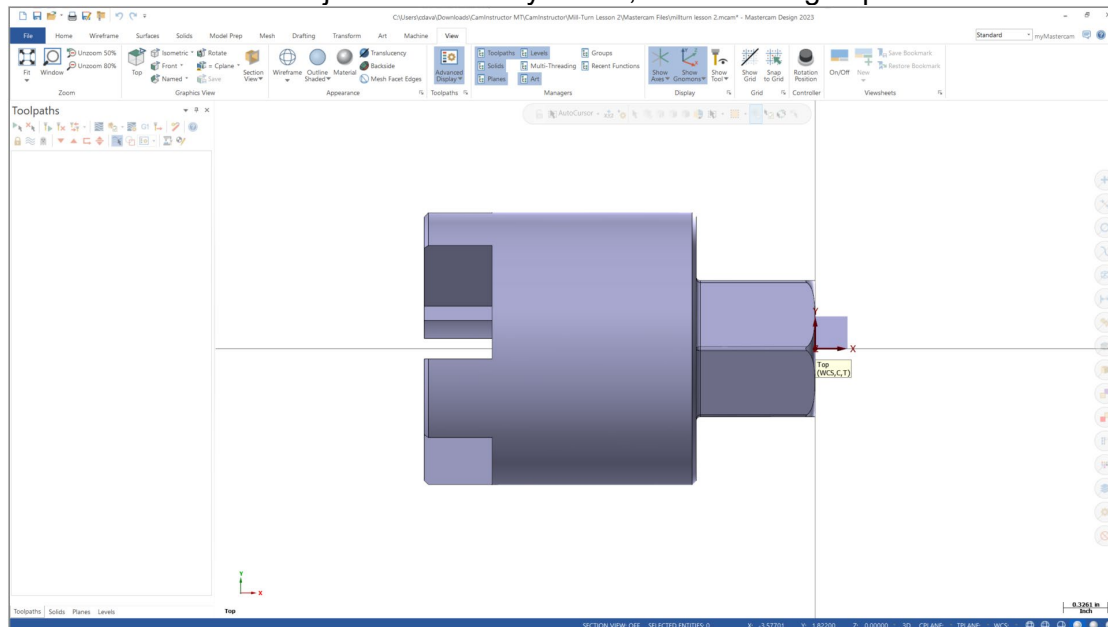 C:\Users\cdava\Downloads\CamInstructor MT\CamInstructor\Mill-Turn Lesson 2\Mastercam Files\millturn lesson 2.mcam* - Mastercam Design 2023
File Home Wireframe Surfaces Solids Model Prep Mesh Drafting Transform Art Machine View
Standard myMastercam
Unzoom 50% Isometric Rotate Translucency Toolpaths Levels Groups Save Bookmark
Unzoom 80% Front = Cplane Backside Solids Multi-Threading Recent Functions Restore Bookmark
Named Save Mesh Facet Edges Planes Art
Fit Window Top Section View Wireframe Outline Shaded Material Advanced Display Show Axes Show Gnomons Show Tool Show Grid Snap to Grid Rotation Position On/Off New
Zoom Graphics View Appearance Toolpaths Managers Display Grid Controller Viewsheets
Toolpaths
AutoCursor
G1
Y
X
Top
(WCS,C,T)
Y
X
Top
0.3261 in
Inch
Toolpaths Solids Planes Levels
SECTION VIEW: OFF SELECTED ENTITIES: 0 X: -3.57701 Y: 1.82200 Z: 0.00000 3D CPLANE: TPLANE: WCS: